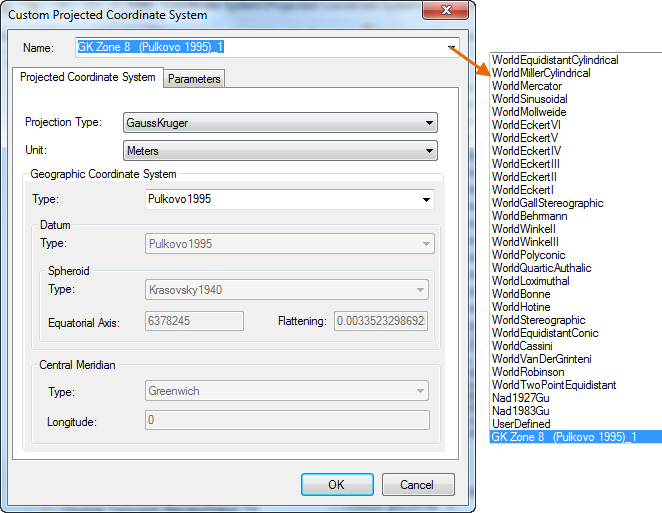 Custom Projected Coordinate System
Name: GK Zone 8 (Pulkovo 1995)_1
Projected Coordinate System Parameters
Projection Type: GaussKruger
Unit: Meters
Geographic Coordinate System
Type: Pulkovo1995
Datum
Type: Pulkovo1995
Spheroid
Type: Krasovsky1940
Equatorial Axis: 6378245 Flattening: 0.0033523298692
Central Meridian
Type: Greenwich
Longitude: 0
OK Cancel
WorldEquidistantCylindrical
WorldMillerCylindrical
WorldMercator
WorldSinusoidal
WorldMollweide
WorldEckertVI
WorldEckertV
WorldEckertIV
WorldEckertIII
WorldEckertII
WorldEckertI
WorldGallStereographic
WorldBehrmann
WorldWinkelI
WorldWinkelII
WorldPolyconic
WorldQuarticAuthalic
WorldLoximuthal
WorldBonne
WorldHotine
WorldStereographic
WorldEquidistantConic
WorldCassini
WorldVanDerGrinteni
WorldRobinson
WorldTwoPointEquidistant
Nad1927Gu
Nad1983Gu
UserDefined
GK Zone 8 (Pulkovo 1995)_1